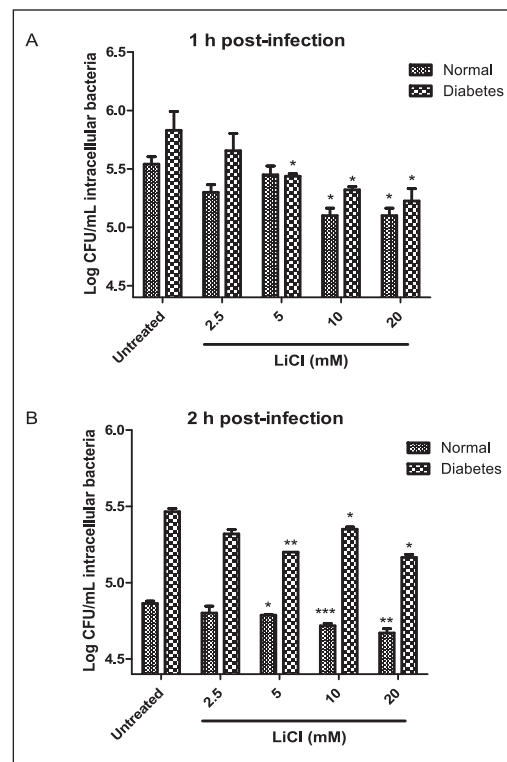 A
1 h post-infection
Log CFU/mL intracellular bacteria
6.5
6.0
5.5
5.0
4.5
Normal
Diabetes
* * * * *
Untreated 2.5 5 10 20
LiCl (mM)
B
2 h post-infection
Log CFU/mL intracellular bacteria
6.0
5.5
5.0
4.5
Normal
Diabetes
* ** *** * ** *
Untreated 2.5 5 10 20
LiCl (mM)